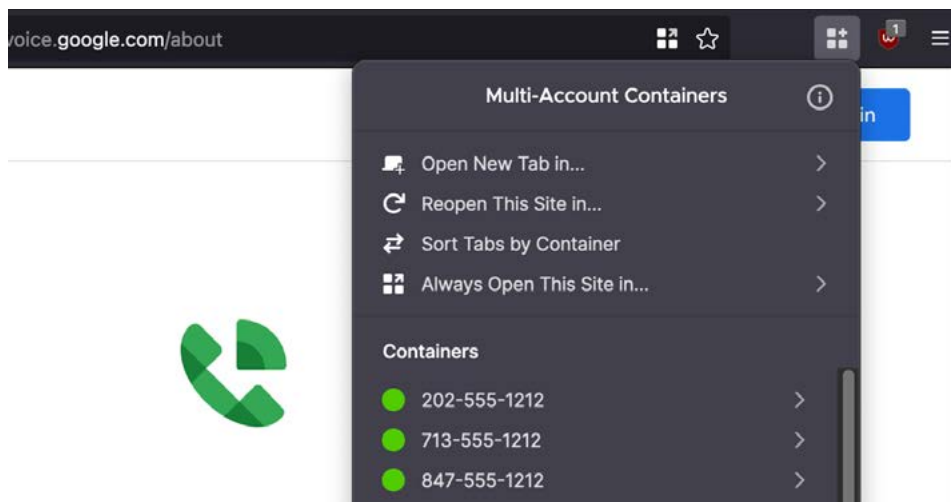 voice.google.com/about
1
Multi-Account Containers
in
Open New Tab in...
Reopen This Site in...
Sort Tabs by Container
Always Open This Site in...
Containers
202-555-1212
713-555-1212
847-555-1212